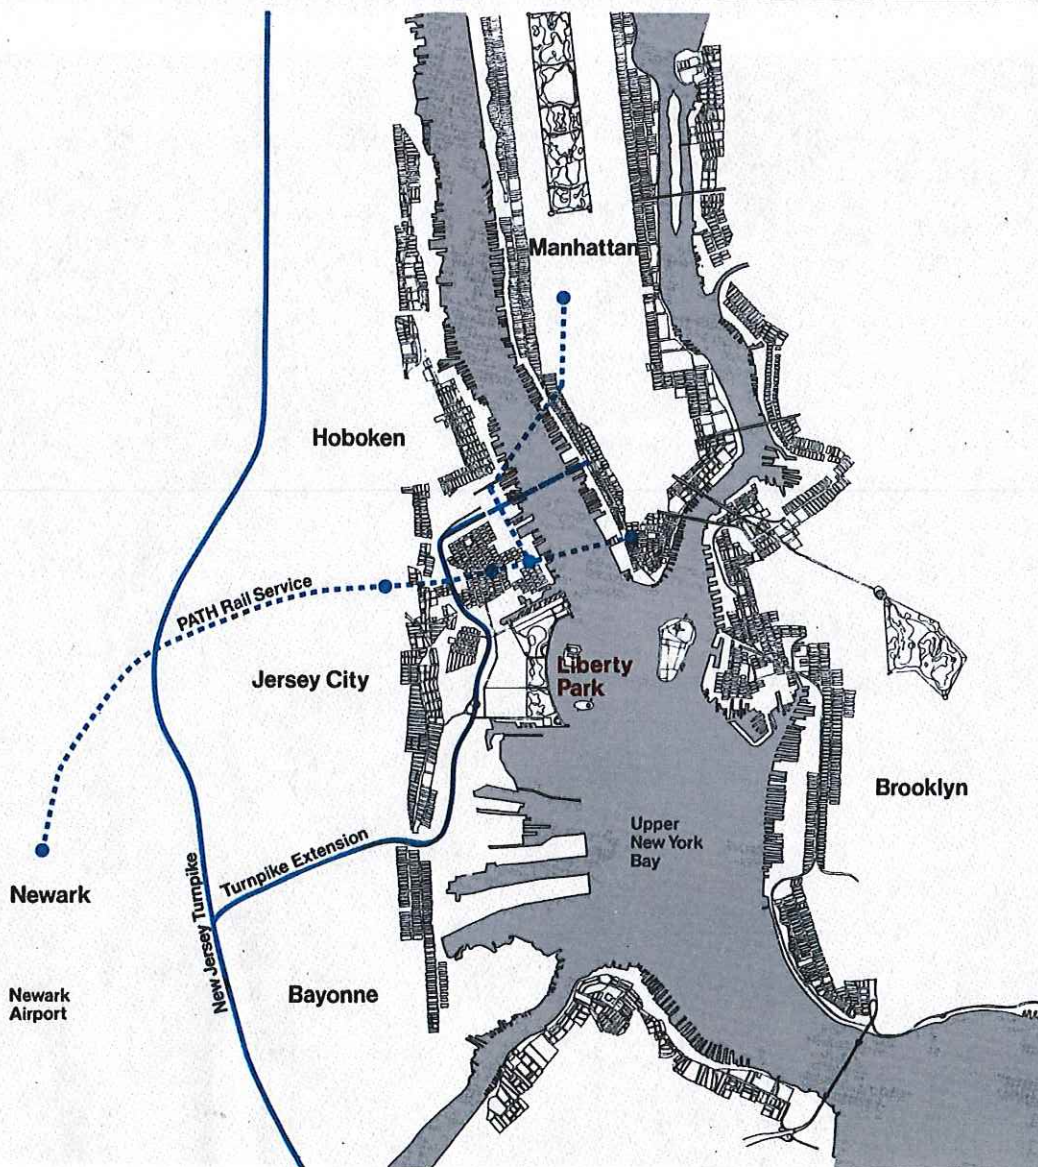 Manhattan
Hoboken
PATH Rail Service
Jersey City
Liberty
Park
Brooklyn
Upper
New York
Bay
Turnpike Extension
Newark
New Jersey Turnpike
Newark
Airport
Bayonne